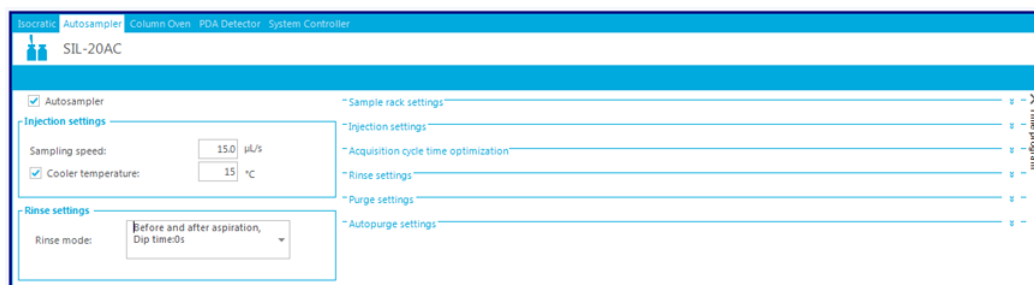 Isocratic Autosampler Column Oven PDA Detector System Controller
SIL-20AC
Autosampler
Injection settings
Sampling speed: 15.0 µL/s
Cooler temperature: 15 °C
Rinse settings
Rinse mode: Before and after aspiration,
Dip time:0s
Sample rack settings
Injection settings
Acquisition cycle time optimization
Rinse settings
Purge settings
Autopurge settings